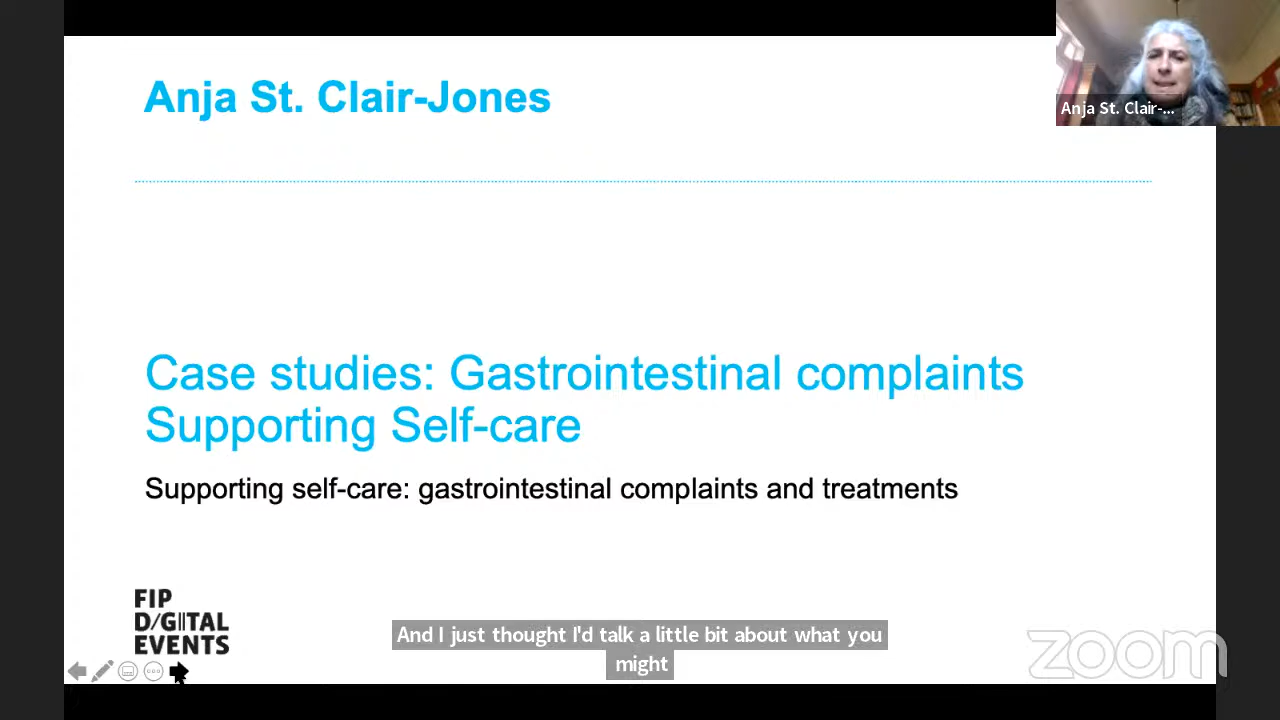 Anja St. Clair-Jones
Anja St. Clair-...
Case studies: Gastrointestinal complaints
Supporting Self-care
Supporting self-care: gastrointestinal complaints and treatments
FIP
D/GITAL
EVENTS
And I just thought I'd talk a little bit about what you
might
zoom